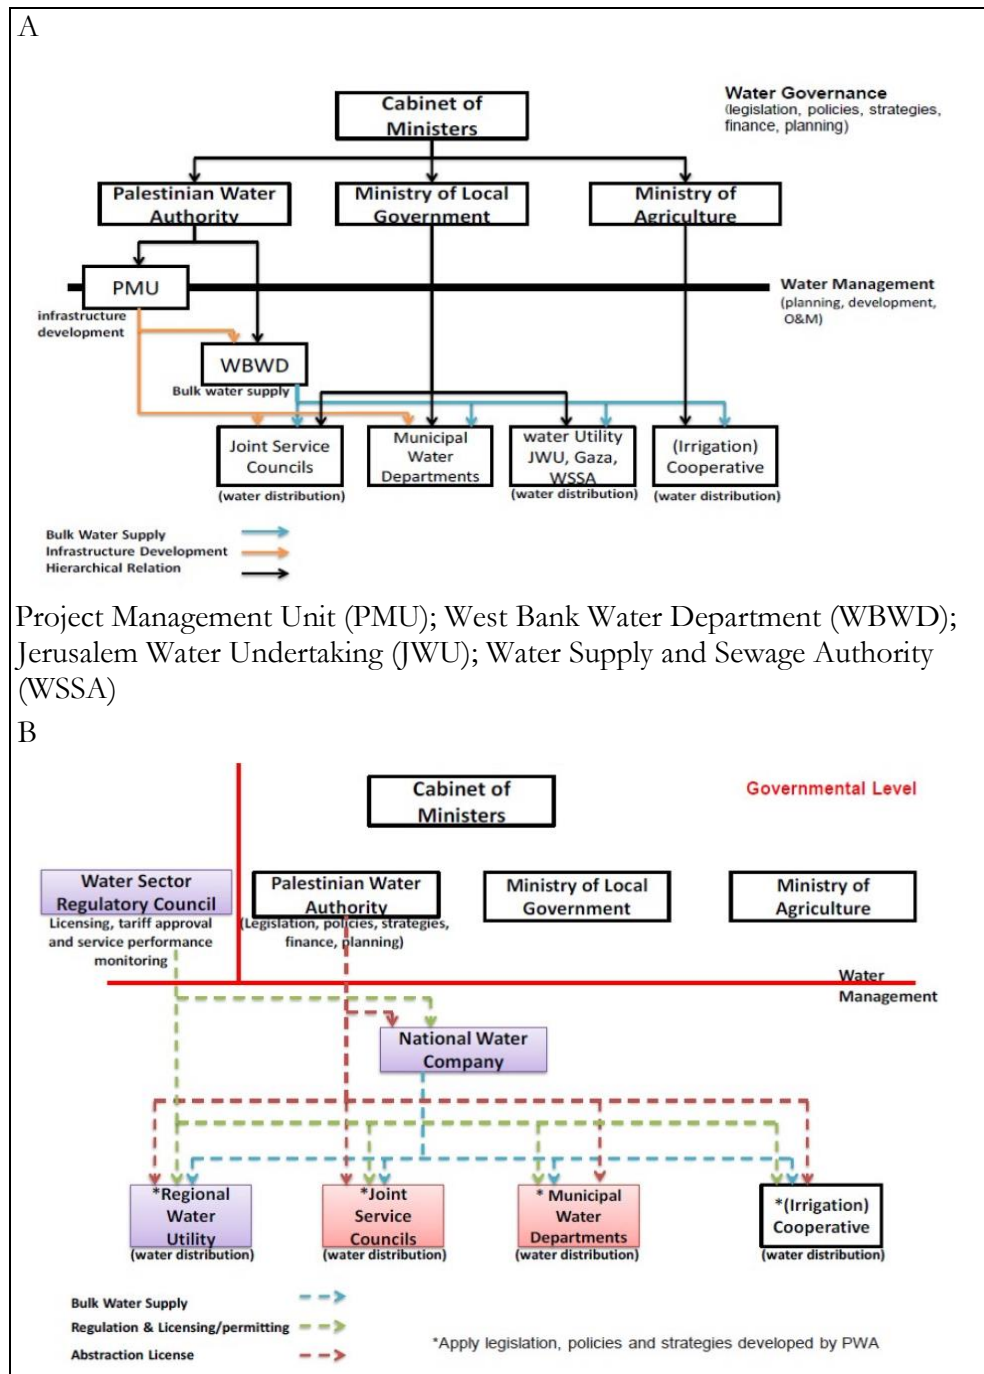 A
Cabinet of
Ministers
Water Governance
(legislation, policies, strategies,
finance, planning)
Palestinian Water
Authority
Ministry of Local
Government
Ministry of
Agriculture
PMU
infrastructure
development
Water Management
(planning, development,
O&M)
WBWD
Bulk water supply
Joint Service
Councils
(water distribution)
Municipal
Water
Departments
water Utility
JWU, Gaza,
WSSA
(water distribution)
(Irrigation)
Cooperative
(water distribution)
Bulk Water Supply
Infrastructure Development
Hierarchical Relation
Project Management Unit (PMU); West Bank Water Department (WBWD);
Jerusalem Water Undertaking (JWU); Water Supply and Sewage Authority
(WSSA)
B
Cabinet of
Ministers
Governmental Level
Water Sector
Regulatory Council
Licensing, tariff approval
and service performance
monitoring
Palestinian Water
Authority
(Legislation, policies, strategies,
finance, planning)
Ministry of Local
Government
Ministry of
Agriculture
Water
Management
National Water
Company
*Regional
Water
Utility
(water distribution)
*Joint
Service
Councils
(water distribution)
* Municipal
Water
Departments
(water distribution)
*(Irrigation)
Cooperative
(water distribution)
Bulk Water Supply
Regulation & Licensing/permitting
Abstraction License
*Apply legislation, policies and strategies developed by PWA